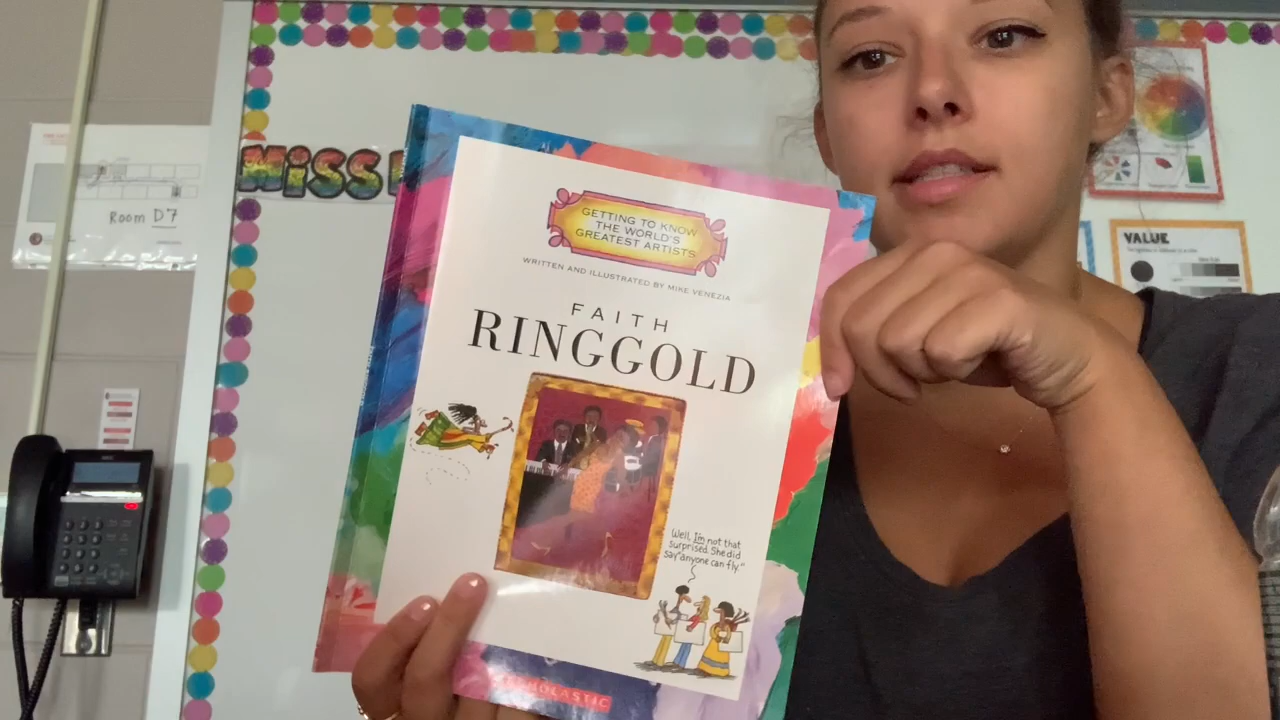 Miss
ROOM D7
GETTING TO KNOW
THE WORLD'S
GREATEST ARTISTS
WRITTEN AND ILLUSTRATED BY MIKE VENEZIA
FAITH
RINGGOLD
Well, I'm not that
surprised. She did
say "anyone can fly."
SCHOLASTIC
VALUE